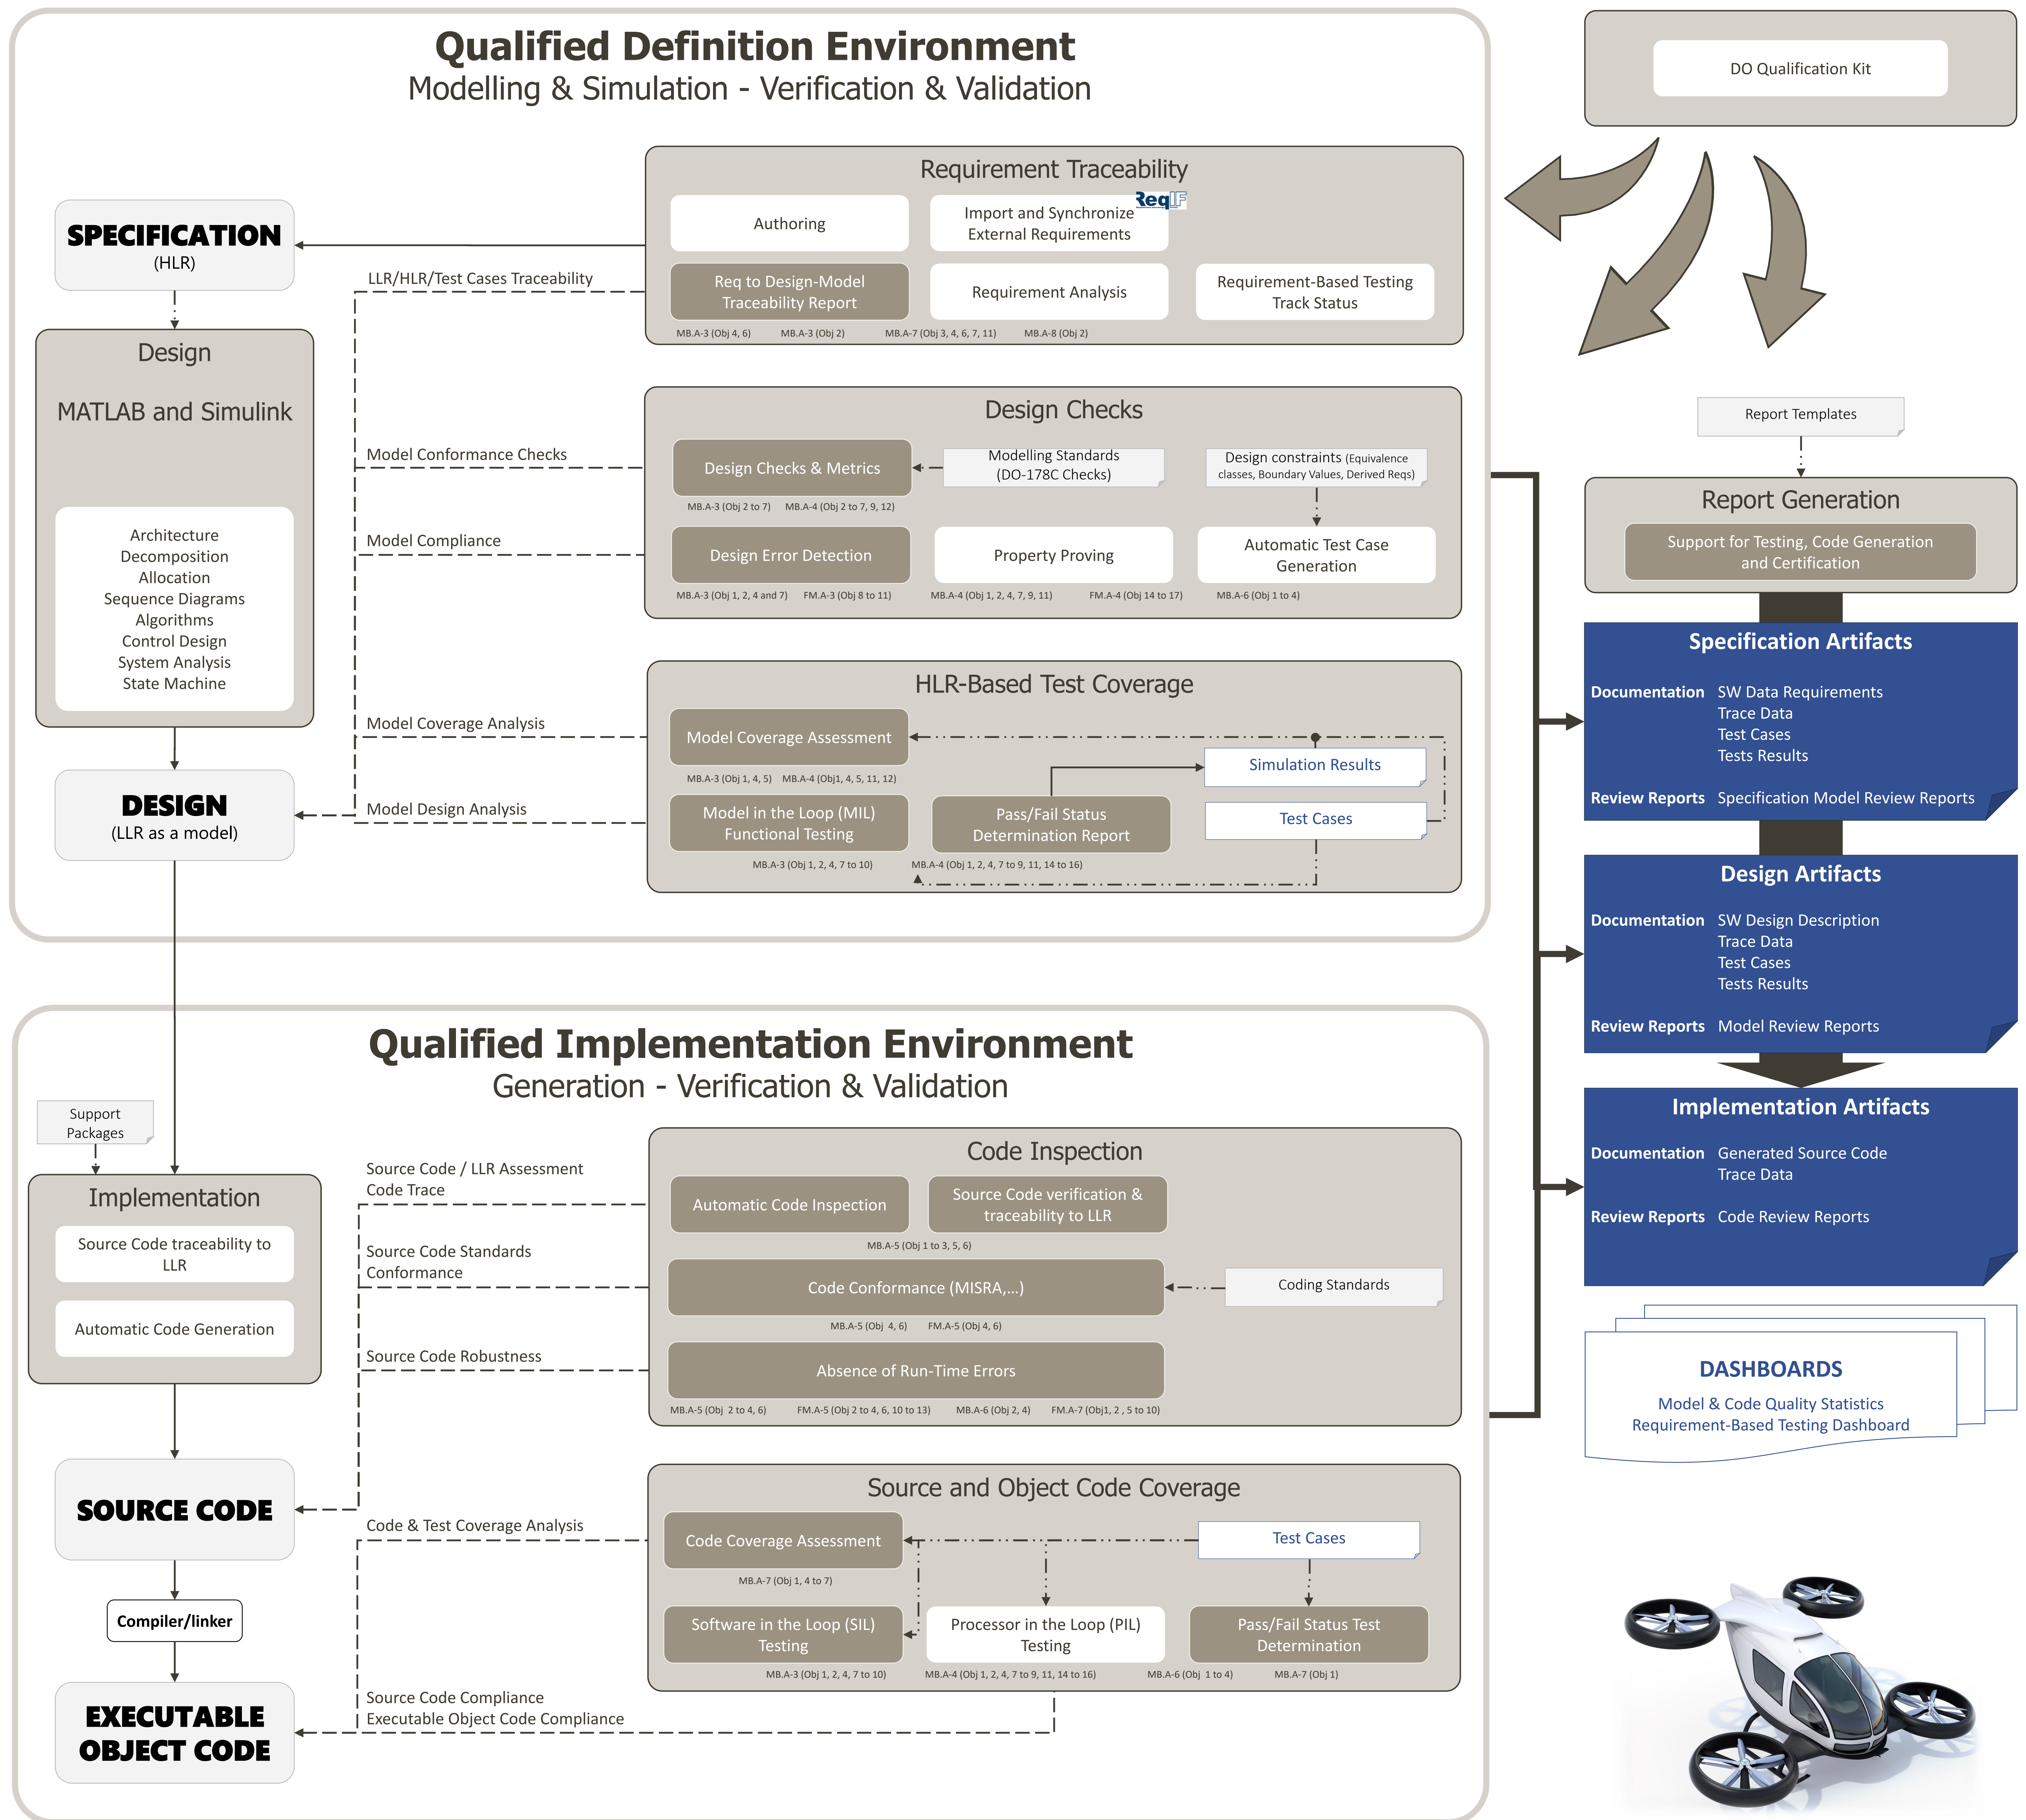 Qualified Definition Environment
Modelling & Simulation - Verification & Validation
SPECIFICATION
(HLR)
Design
MATLAB and Simulink
Architecture
Decomposition
Allocation
Sequence Diagrams
Algorithms
Control Design
System Analysis
State Machine
DESIGN
(LLR as a model)
LLR/HLR/Test Cases Traceability
Model Conformance Checks
Model Compliance
Model Coverage Analysis
Model Design Analysis
Requirement Traceability
Authoring
Import and Synchronize
External Requirements
ReqIF
Req to Design-Model
Traceability Report
Requirement Analysis
Requirement-Based Testing
Track Status
MB.A-3 (Obj 4, 6) MB.A-3 (Obj 2) MB.A-7 (Obj 3, 4, 6, 7, 11) MB.A-8 (Obj 2)
Design Checks
Design Checks & Metrics
Modelling Standards
(DO-178C Checks)
Design constraints (Equivalence
classes, Boundary Values, Derived Reqs)
MB.A-3 (Obj 2 to 7) MB.A-4 (Obj 2 to 7, 9, 12)
Design Error Detection
Property Proving
Automatic Test Case
Generation
MB.A-3 (Obj 1, 2, 4 and 7) FM.A-3 (Obj 8 to 11) MB.A-4 (Obj 1, 2, 4, 7, 9, 11) FM.A-4 (Obj 14 to 17) MB.A-6 (Obj 1 to 4)
HLR-Based Test Coverage
Model Coverage Assessment
Simulation Results
MB.A-3 (Obj 1, 4, 5) MB.A-4 (Obj1, 4, 5, 11, 12)
Model in the Loop (MIL)
Functional Testing
Pass/Fail Status
Determination Report
Test Cases
MB.A-3 (Obj 1, 2, 4, 7 to 10) MB.A-4 (Obj 1, 2, 4, 7 to 9, 11, 14 to 16)
Qualified Implementation Environment
Generation - Verification & Validation
Support
Packages
Implementation
Source Code traceability to
LLR
Automatic Code Generation
SOURCE CODE
Compiler/linker
EXECUTABLE
OBJECT CODE
Source Code / LLR Assessment
Code Trace
Source Code Standards
Conformance
Source Code Robustness
Code & Test Coverage Analysis
Source Code Compliance
Executable Object Code Compliance
Code Inspection
Automatic Code Inspection
Source Code verification &
traceability to LLR
MB.A-5 (Obj 1 to 3, 5, 6)
Code Conformance (MISRA,...)
Coding Standards
MB.A-5 (Obj 4, 6) FM.A-5 (Obj 4, 6)
Absence of Run-Time Errors
MB.A-5 (Obj 2 to 4, 6) FM.A-5 (Obj 2 to 4, 6, 10 to 13) MB.A-6 (Obj 2, 4) FM.A-7 (Obj1, 2 , 5 to 10)
Source and Object Code Coverage
Code Coverage Assessment
Test Cases
MB.A-7 (Obj 1, 4 to 7)
Software in the Loop (SIL)
Testing
Processor in the Loop (PIL)
Testing
Pass/Fail Status Test
Determination
MB.A-3 (Obj 1, 2, 4, 7 to 10) MB.A-4 (Obj 1, 2, 4, 7 to 9, 11, 14 to 16) MB.A-6 (Obj 1 to 4) MB.A-7 (Obj 1)
DO Qualification Kit
Report Templates
Report Generation
Support for Testing, Code Generation
and Certification
Specification Artifacts
Documentation SW Data Requirements
Trace Data
Test Cases
Tests Results
Review Reports Specification Model Review Reports
Design Artifacts
Documentation SW Design Description
Trace Data
Test Cases
Tests Results
Review Reports Model Review Reports
Implementation Artifacts
Documentation Generated Source Code
Trace Data
Review Reports Code Review Reports
DASHBOARDS
Model & Code Quality Statistics
Requirement-Based Testing Dashboard